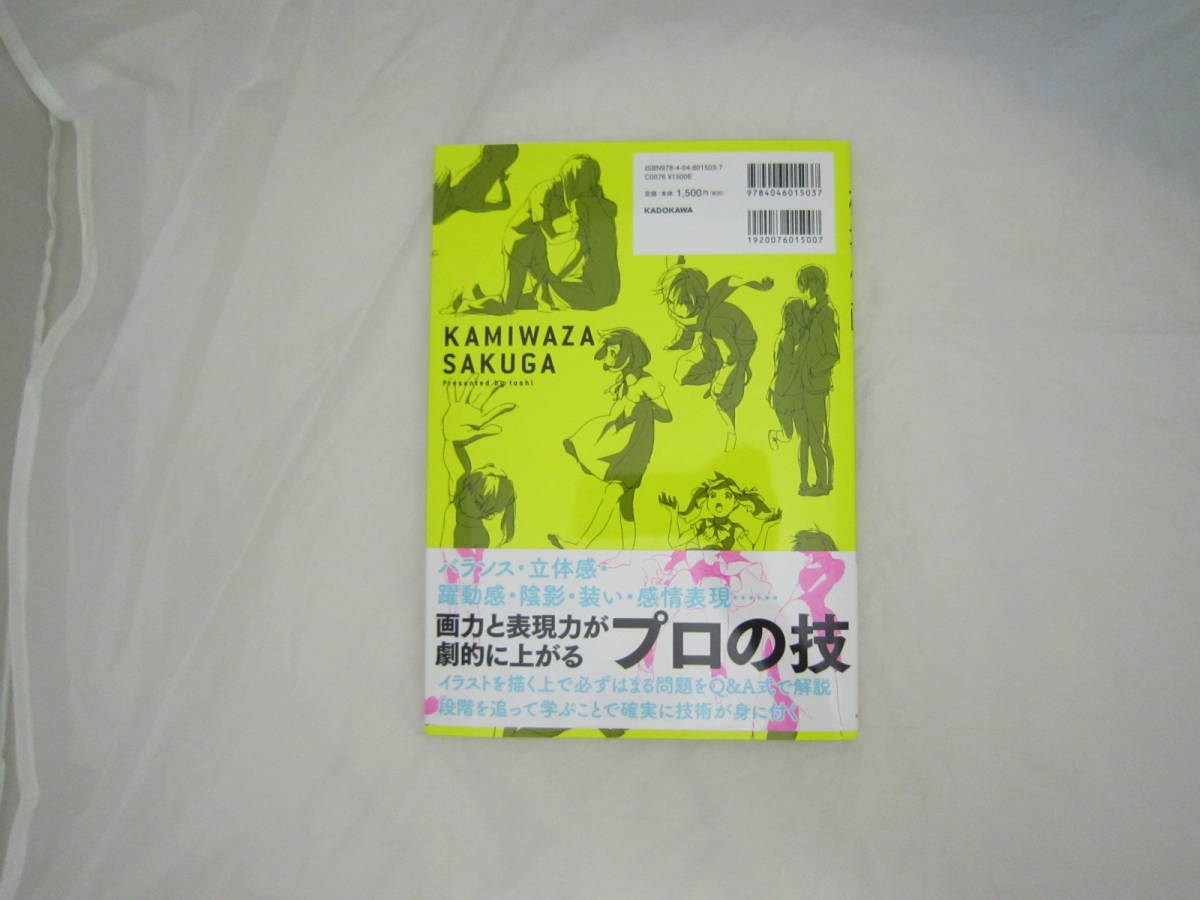 ISBN978-4-04-601503-7
C0076 ¥1500E
定価・本体 1,500円(税別)
KADOKAWA
9784046015037
1920076015007
KAMIWAZA
SAKUGA
Presented by toshi
バランス・立体感・
躍動感・陰影・装い・感情表現……
画力と表現力が
劇的に上がる
プロの技
イラストを描く上で必ずはまる問題をQ&A式で解説
段階を追って学ぶことで確実に技術が身に付く